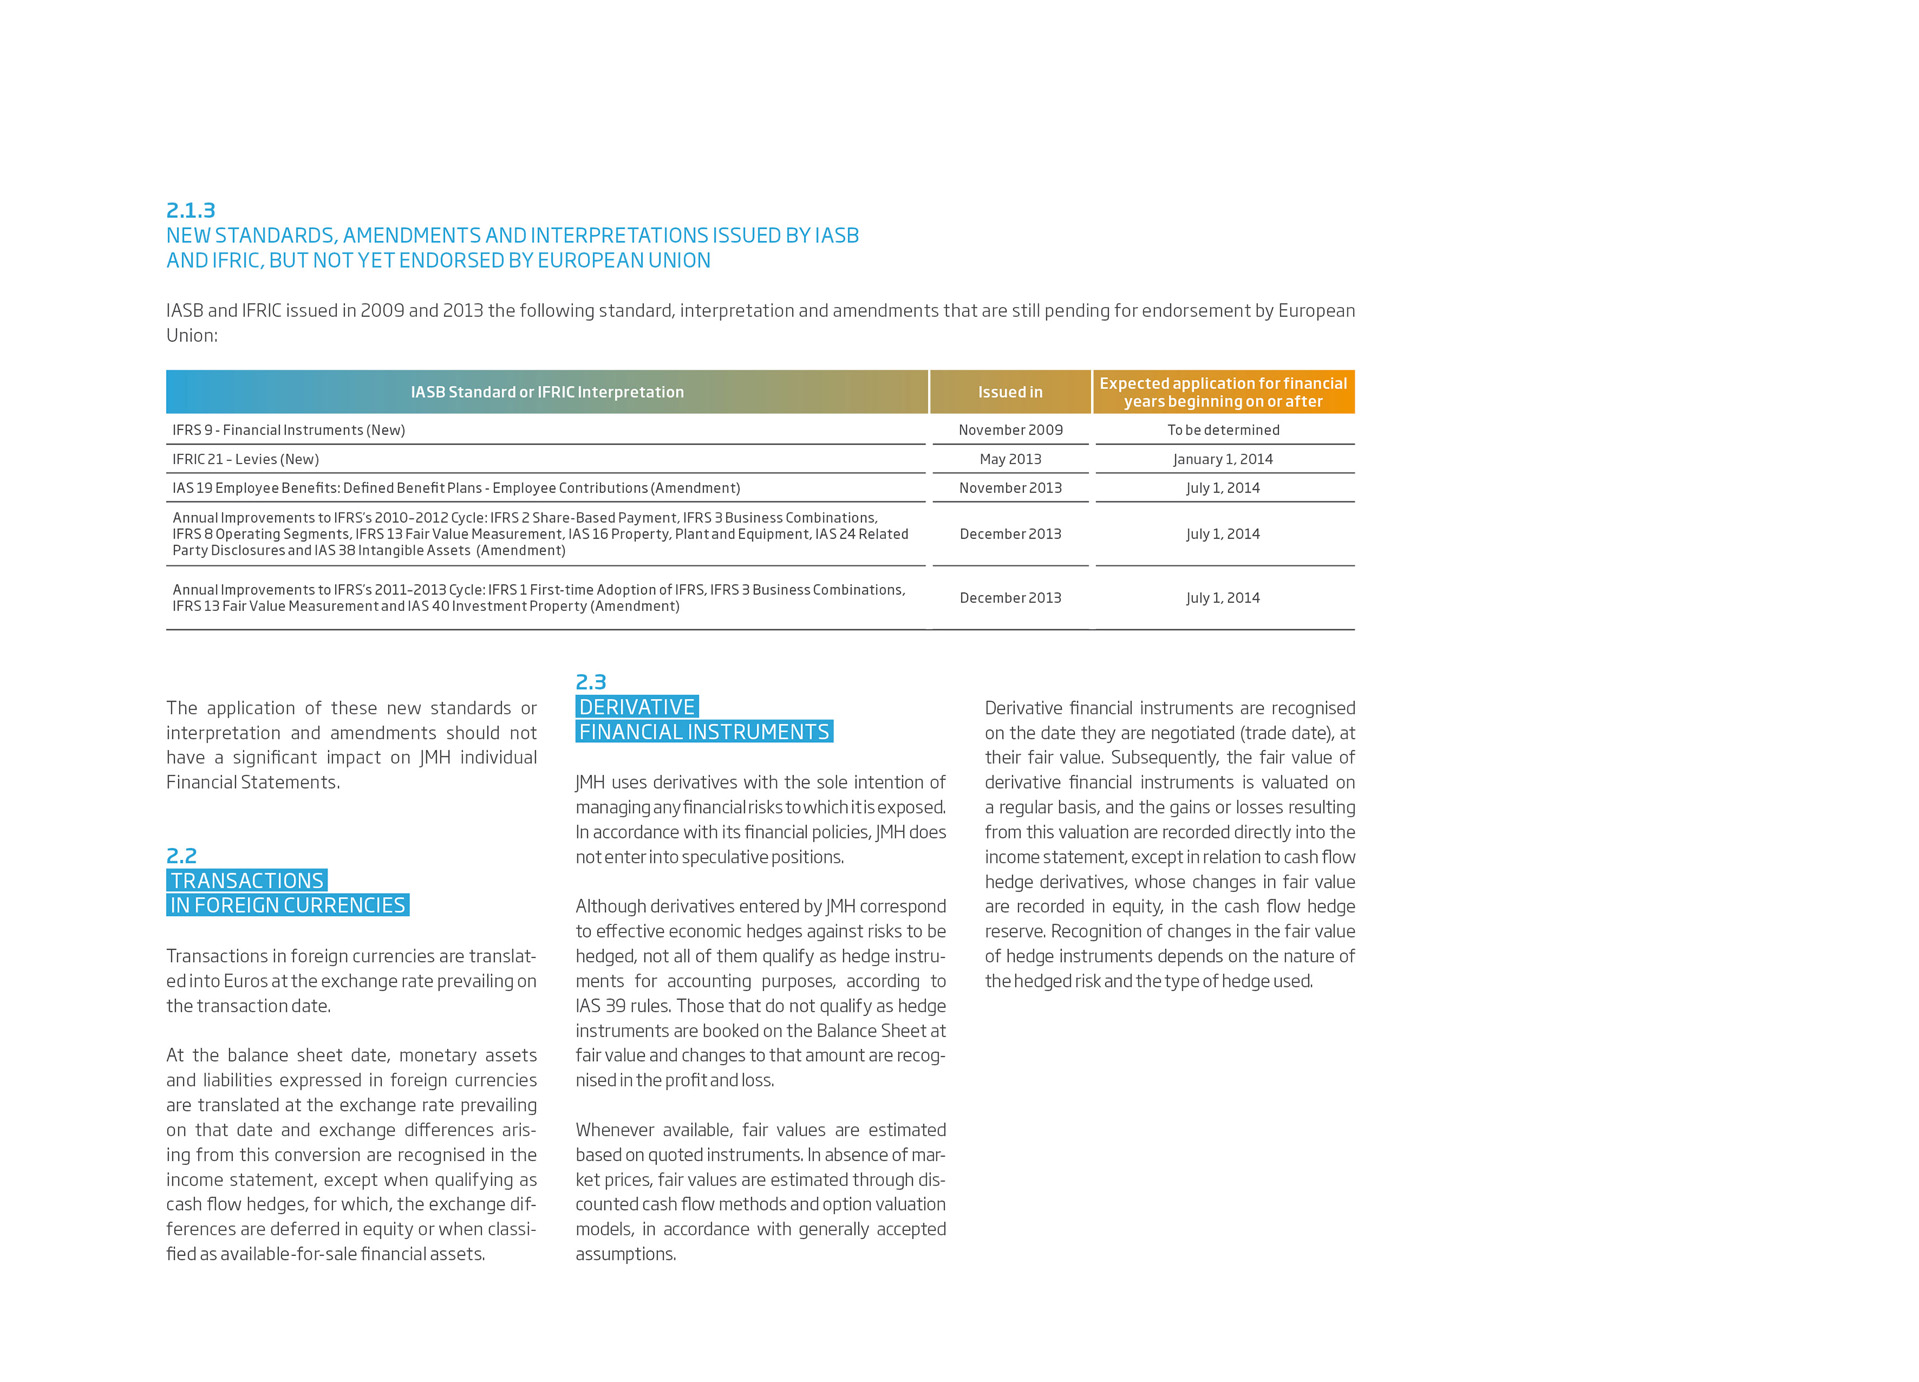 2.1.3
NEW STANDARDS, AMENDMENTS AND INTERPRETATIONS ISSUED BY IASB
AND IFRIC, BUT NOT YET ENDORSED BY EUROPEAN UNION
IASB and IFRIC issued in 2009 and 2013 the following standard, interpretation and amendments that are still pending for endorsement by European
Union:
IASB Standard or IFRIC Interpretation
Issued in
Expected application for financial
years beginning on or after
IFRS 9 - Financial Instruments (New)
November 2009
To be determined
IFRIC 21 – Levies (New)
May 2013
January 1, 2014
IAS 19 Employee Benefits: Defined Benefit Plans - Employee Contributions (Amendment)
November 2013
July 1, 2014
Annual Improvements to IFRS's 2010–2012 Cycle: IFRS 2 Share-Based Payment, IFRS 3 Business Combinations,
IFRS 8 Operating Segments, IFRS 13 Fair Value Measurement, IAS 16 Property, Plant and Equipment, IAS 24 Related
Party Disclosures and IAS 38 Intangible Assets (Amendment)
December 2013
July 1, 2014
Annual Improvements to IFRS's 2011–2013 Cycle: IFRS 1 First-time Adoption of IFRS, IFRS 3 Business Combinations,
IFRS 13 Fair Value Measurement and IAS 40 Investment Property (Amendment)
December 2013
July 1, 2014
The application of these new standards or
interpretation and amendments should not
have a significant impact on JMH individual
Financial Statements.
2.2
TRANSACTIONS
IN FOREIGN CURRENCIES
Transactions in foreign currencies are translat-
ed into Euros at the exchange rate prevailing on
the transaction date.
At the balance sheet date, monetary assets
and liabilities expressed in foreign currencies
are translated at the exchange rate prevailing
on that date and exchange differences aris-
ing from this conversion are recognised in the
income statement, except when qualifying as
cash flow hedges, for which, the exchange dif-
ferences are deferred in equity or when classi-
fied as available-for-sale financial assets.
2.3
DERIVATIVE
FINANCIAL INSTRUMENTS
JMH uses derivatives with the sole intention of
managing any financial risks to which it is exposed.
In accordance with its financial policies, JMH does
not enter into speculative positions.
Although derivatives entered by JMH correspond
to effective economic hedges against risks to be
hedged, not all of them qualify as hedge instru-
ments for accounting purposes, according to
IAS 39 rules. Those that do not qualify as hedge
instruments are booked on the Balance Sheet at
fair value and changes to that amount are recog-
nised in the profit and loss.
Whenever available, fair values are estimated
based on quoted instruments. In absence of mar-
ket prices, fair values are estimated through dis-
counted cash flow methods and option valuation
models, in accordance with generally accepted
assumptions.
Derivative financial instruments are recognised
on the date they are negotiated (trade date), at
their fair value. Subsequently, the fair value of
derivative financial instruments is valuated on
a regular basis, and the gains or losses resulting
from this valuation are recorded directly into the
income statement, except in relation to cash flow
hedge derivatives, whose changes in fair value
are recorded in equity, in the cash flow hedge
reserve. Recognition of changes in the fair value
of hedge instruments depends on the nature of
the hedged risk and the type of hedge used.